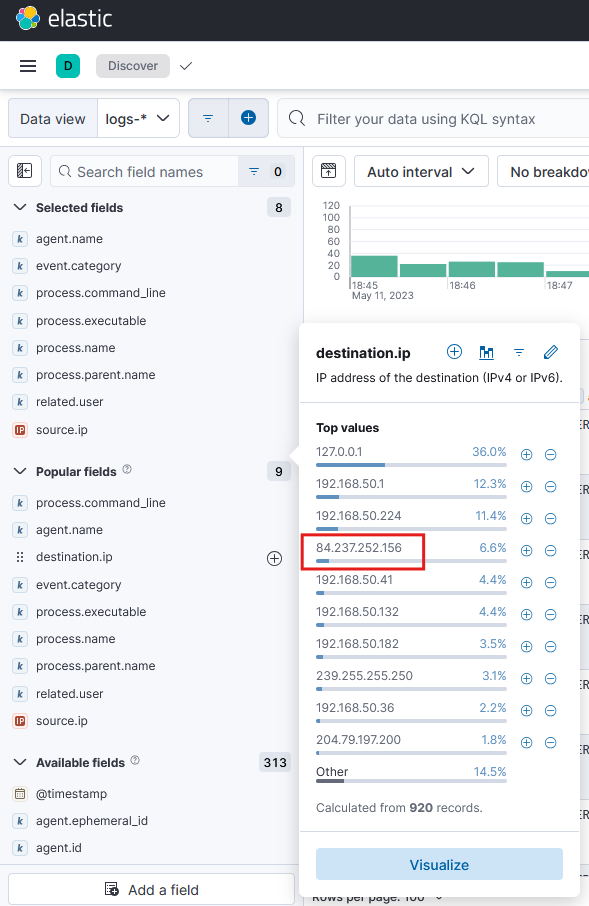 elastic
D Discover
Data view logs-* Filter your data using KQL syntax
Search field names 0
Auto interval No breakdo
Selected fields 8
agent.name
event.category
process.command_line
process.executable
process.name
process.parent.name
related.user
source.ip
Popular fields 9
process.command_line
agent.name
destination.ip
event.category
process.executable
process.name
process.parent.name
related.user
source.ip
Available fields 313
@timestamp
agent.ephemeral_id
agent.id
Add a field
120
100
80
60
40
20
0
18:45 18:46 18:47
May 11, 2023
destination.ip
IP address of the destination (IPv4 or IPv6).
Top values
127.0.0.1 36.0%
192.168.50.1 12.3%
192.168.50.224 11.4%
84.237.252.156 6.6%
192.168.50.41 4.4%
192.168.50.132 4.4%
192.168.50.182 3.5%
239.255.255.250 3.1%
192.168.50.36 2.2%
204.79.197.200 1.8%
Other 14.5%
Calculated from 920 records.
Visualize
Rows per page: 100